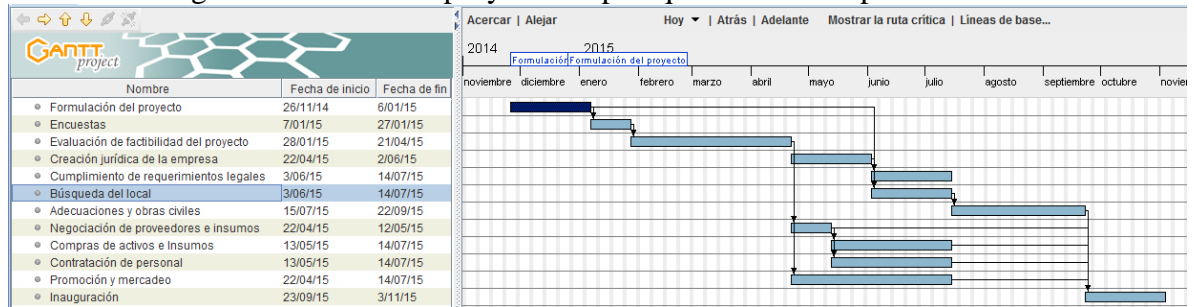 Acercar | Alejar Hoy | Atrás | Adelante Mostrar la ruta crítica | Líneas de base...
GANTT project
2014 2015
Formulación Formulación del proyecto
noviembre diciembre enero febrero marzo abril mayo junio julio agosto septiembre octubre
Nombre Fecha de inicio Fecha de fin
Formulación del proyecto 26/11/14 6/01/15
Encuestas 7/01/15 27/01/15
Evaluación de factibilidad del proyecto 28/01/15 21/04/15
Creación jurídica de la empresa 22/04/15 2/06/15
Cumplimiento de requerimientos legales 3/06/15 14/07/15
Búsqueda del local 3/06/15 14/07/15
Adecuaciones y obras civiles 15/07/15 22/09/15
Negociación de proveedores e insumos 22/04/15 12/05/15
Compras de activos e Insumos 13/05/15 14/07/15
Contratación de personal 13/05/15 14/07/15
Promoción y mercadeo 22/04/15 14/07/15
Inauguración 23/09/15 3/11/15